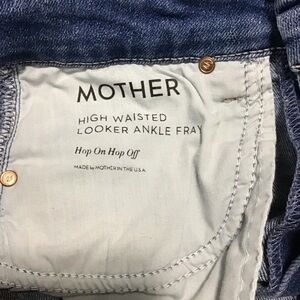 MOTHER
HIGH WAISTED
LOOKER ANKLE FRAY
Hop On Hop Off
MADE by MOTHER IN THE U.S.A.